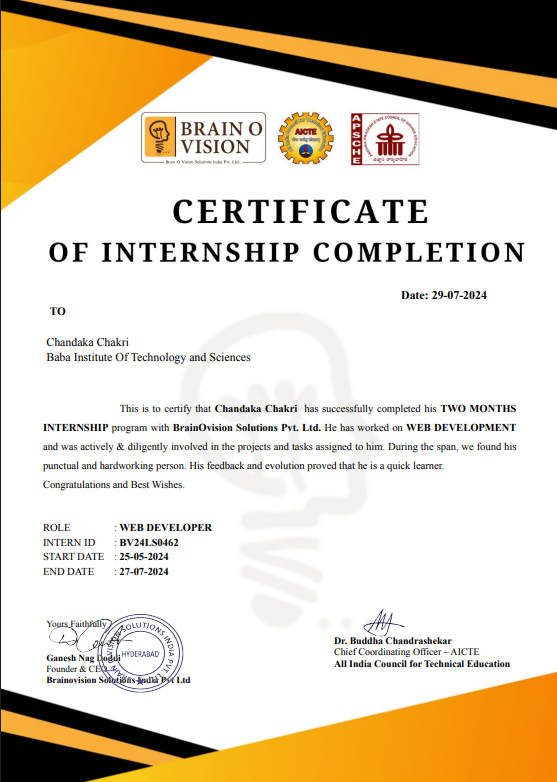 BRAIN O
VISION
Brain O Vision Solutions India Pvt. Ltd.
AICTE
APSCHE
CERTIFICATE
OF INTERNSHIP COMPLETION
Date: 29-07-2024
TO
Chandaka Chakri
Baba Institute Of Technology and Sciences
This is to certify that Chandaka Chakri has successfully completed his TWO MONTHS
INTERNSHIP program with BrainOvision Solutions Pvt. Ltd. He has worked on WEB DEVELOPMENT
and was actively & diligently involved in the projects and tasks assigned to him. During the span, we found his
punctual and hardworking person. His feedback and evolution proved that he is a quick learner.
Congratulations and Best Wishes.
ROLE : WEB DEVELOPER
INTERN ID : BV24LS0462
START DATE : 25-05-2024
END DATE : 27-07-2024
Yours Faithfully
Ganesh Nag Doddi
Founder & CEO
Brainovision Solutions India Pvt Ltd
BRAIN O VISION SOLUTIONS INDIA PVT. LTD.
HYDERABAD
Dr. Buddha Chandrashekar
Chief Coordinating Officer – AICTE
All India Council for Technical Education